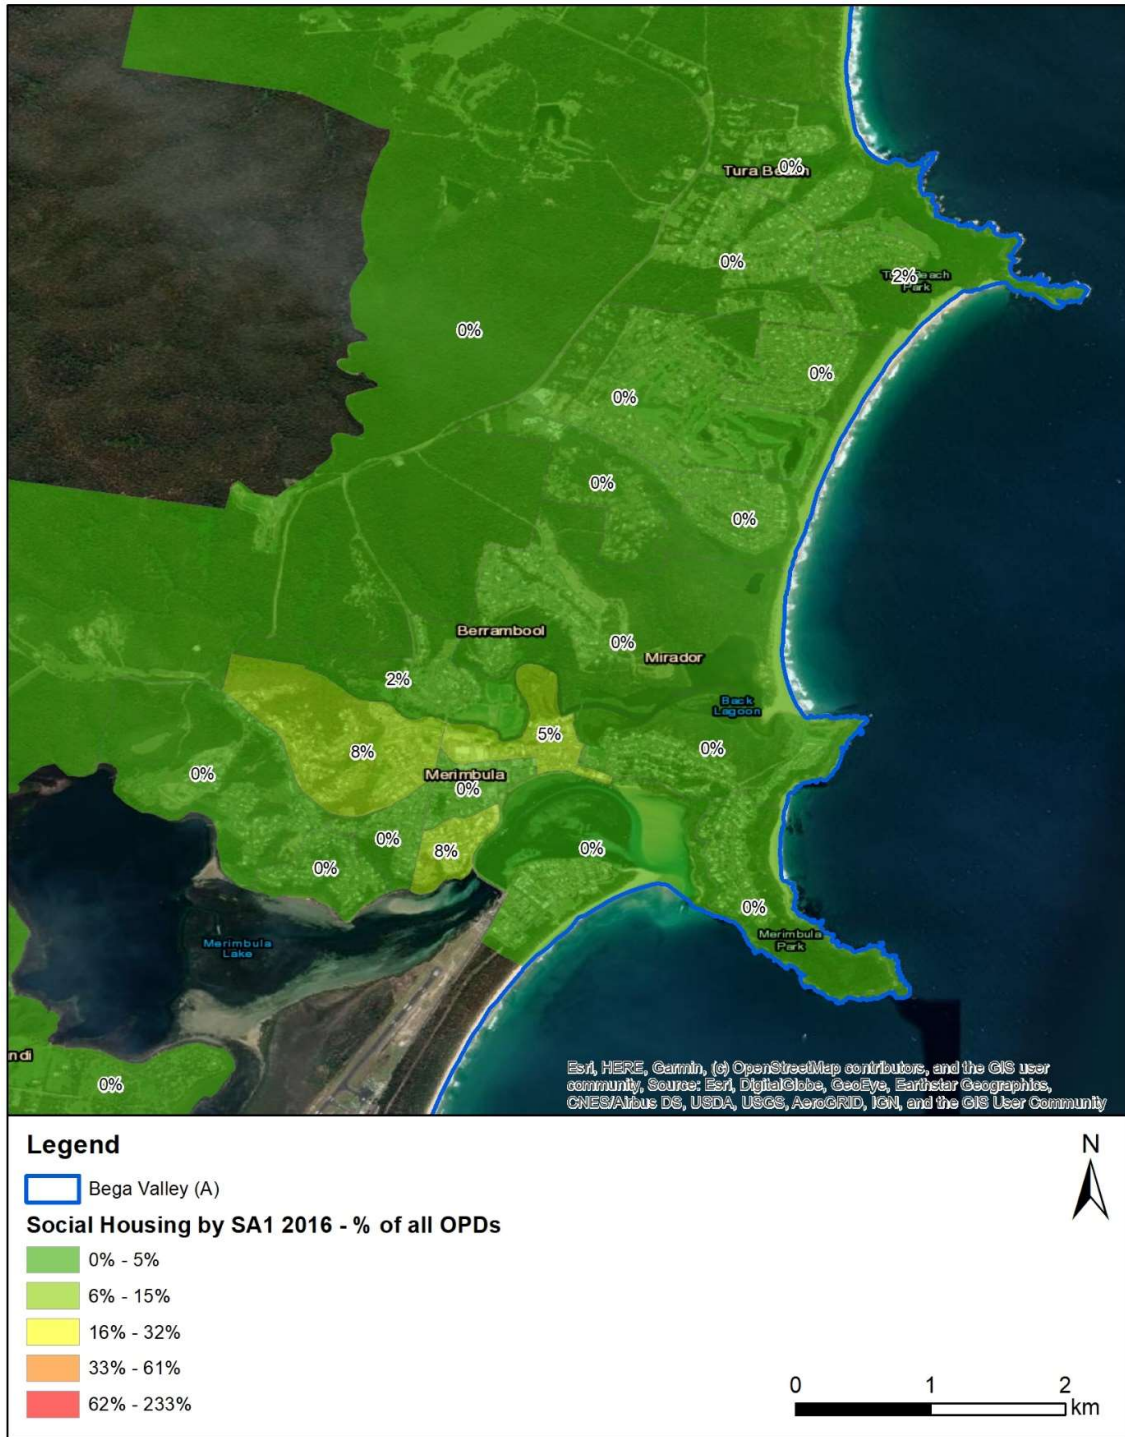 Tura Beach 0%
0%
2%
Tura Beach
Park
0%
0%
0%
0%
0%
Berrambool
0%
Mirador
2%
Back
Lagoon
5%
0%
8%
0%
Merimbula
0%
0%
8%
0%
0%
0%
Merimbula
Park
Merimbula
Lake
ndi
0%
Esri, HERE, Garmin, (c) OpenStreetMap contributors, and the GIS user
community, Source: Esri, DigitalGlobe, GeoEye, Earthstar Geographics,
CNES/Airbus DS, USDA, USGS, AeroGRID, IGN, and the GIS User Community
Legend
N
Bega Valley (A)
Social Housing by SA1 2016 - % of all OPDs
0% - 5%
6% - 15%
16% - 32%
33% - 61%
62% - 233%
0 1 2
km